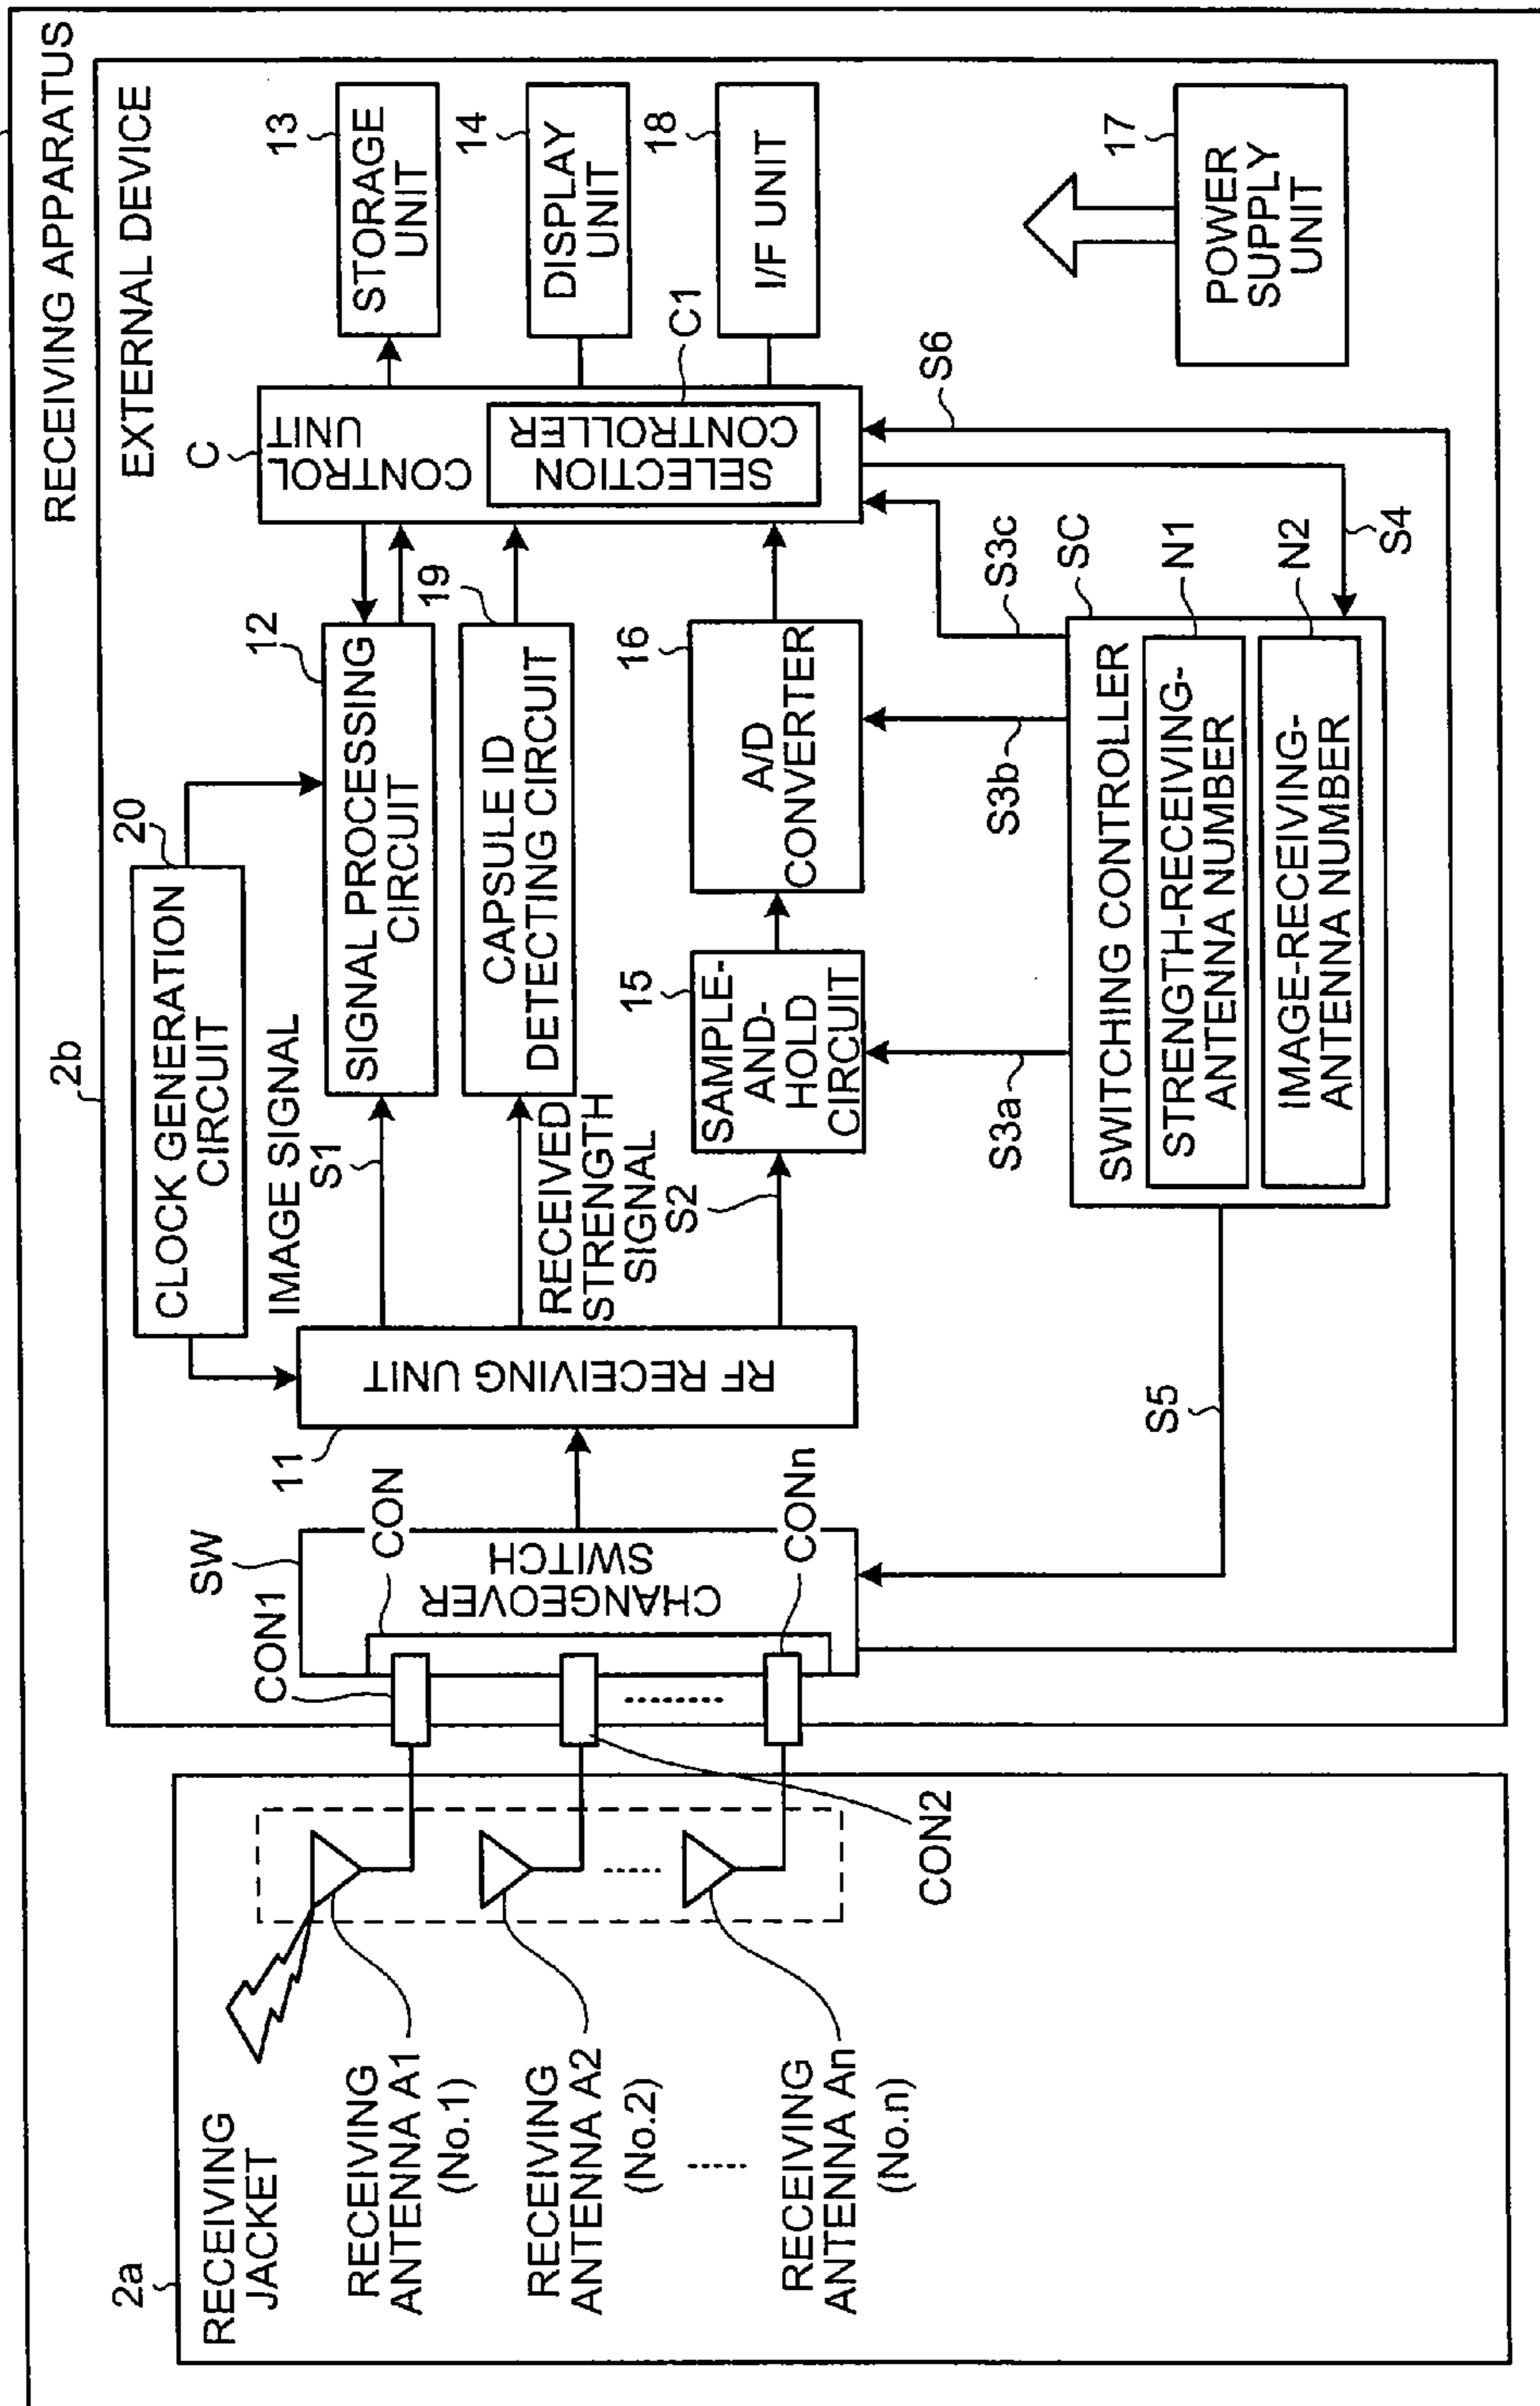 RECEIVING APPARATUS
2a
RECEIVING
JACKET
RECEIVING
ANTENNA A1
(No.1)
RECEIVING
ANTENNA A2
(No.2)
RECEIVING
ANTENNA An
(No.n)
2b
EXTERNAL DEVICE
CON1
CON2
CONn
CON
SW
CHANGEOVER
SWITCH
11
RF RECEIVING UNIT
20
CLOCK GENERATION
CIRCUIT
IMAGE SIGNAL
S1
RECEIVED
STRENGTH
SIGNAL
S2
12
SIGNAL PROCESSING
CIRCUIT
19
CAPSULE ID
DETECTING CIRCUIT
15
SAMPLE-
AND-
HOLD
CIRCUIT
16
A/D
CONVERTER
C
CONTROL
UNIT
C1
SELECTION
CONTROLLER
13
STORAGE
UNIT
14
DISPLAY
UNIT
18
I/F UNIT
S3a
S3b
S3c
SC
SWITCHING CONTROLLER
N1
STRENGTH-RECEIVING-
ANTENNA NUMBER
N2
IMAGE-RECEIVING-
ANTENNA NUMBER
S4
S5
S6
17
POWER
SUPPLY
UNIT